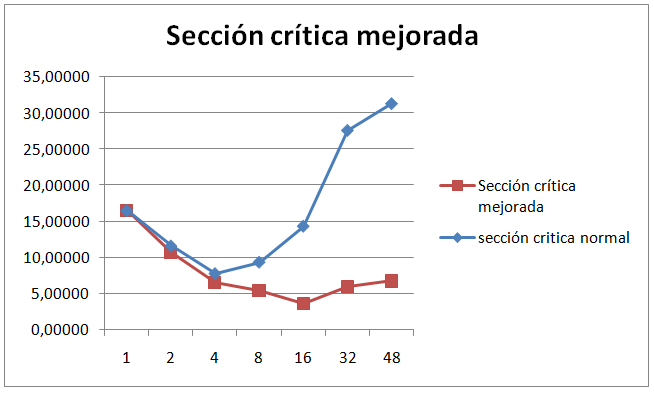 Sección crítica mejorada
35,00000
30,00000
25,00000
20,00000
15,00000
10,00000
5,00000
0,00000
1 2 4 8 16 32 48
Sección crítica
mejorada
sección critica normal